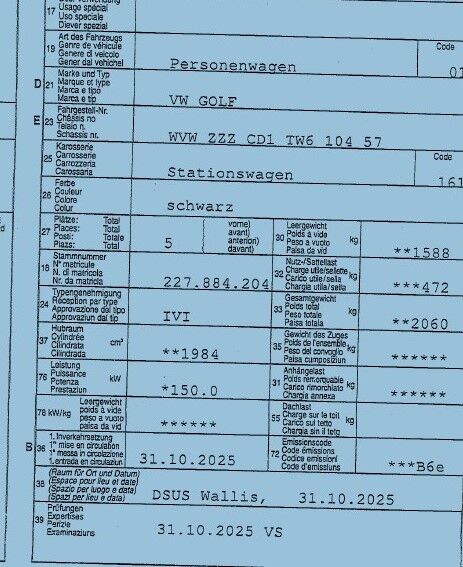 17 Usage spécial
Uso speciale
Diever spezial
Art des Fahrzeugs
19 Genre de véhicule
Genere di veicolo
Gener dal vehichel
Personenwagen
Code
01
Marke und Typ
D 21 Marque et type
Marca e tipo
Marca e tip
VW GOLF
Fahrgestell-Nr.
E 23 Châssis no
Telaio n.
Schassis nr.
WVW ZZZ CD1 TW6 104 57
Karosserie
25 Carrosserie
Carrozzeria
Carossaria
Stationswagen
Code
161
Farbe
26 Couleur
Colore
Colur
schwarz
Plätze: Total
27 Places: Total
Posti: Totale
Plazs: Total
5
vorne)
avant)
anteriori)
davant)
Leergewicht
30 Poids à vide kg
Peso a vuoto
Paisa da vid
**1588
Stammnummer
18 N° matricule
N. di matricola
Nr. da matricla
227.884.204
Nutz-/Sattellast
32 Charge utile/sellette kg
Carico utile/sella
Chargia utila/sella
***472
Typengenehmigung
24 Réception par type
Approvazione del tipo
Approvaziun dal tip
IVI
Gesamtgewicht
33 Poids total kg
Peso totale
Paisa totala
**2060
Hubraum
37 Cylindrée cm³
Cilindrata
Cilindrada
**1984
Gewicht des Zuges
35 Poids de l'ensemble kg
Peso del convoglio
Paisa cumposiziun
******
Leistung
76 Puissance kW
Potenza
Prestaziun
*150.0
Anhängelast
31 Poids remorquable kg
Carico rimorchiato
Chargia annexa
******
Leergewicht
78 kW/kg poids à vide
peso a vuoto
paisa da vid
******
Dachlast
55 Charge sur le toit kg
Carico sul tetto
Chargia sin il tetg
1. Inverkehrsetzung
B 36 1re mise en circulation
1a messa in circolazione
1. entrada en circulaziun
31.10.2025
Emissionscode
72 Code émissions
Codice emissioni
Code d'emissiuns
***B6e
(Raum für Ort und Datum)
38 (Espace pour lieu et date)
(Spazio per luogo e data)
(Spazi per lieu e data)
DSUS Wallis, 31.10.2025
Prüfungen
39 Expertises
Perizie
Examinaziuns
31.10.2025 VS